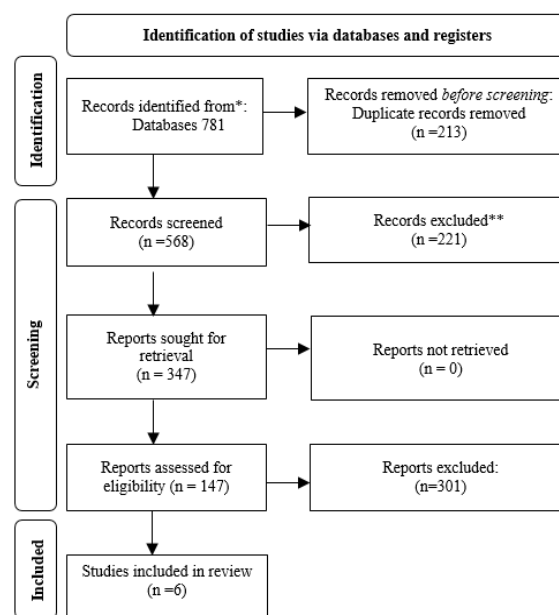 Identification of studies via databases and registers
Identification
Records identified from*:
Databases 781
Records removed before screening:
Duplicate records removed
(n =213)
Screening
Records screened
(n =568)
Records excluded**
(n =221)
Reports sought for
retrieval
(n = 347)
Reports not retrieved
(n = 0)
Reports assessed for
eligibility (n = 147)
Reports excluded:
(n=301)
Included
Studies included in review
(n =6)